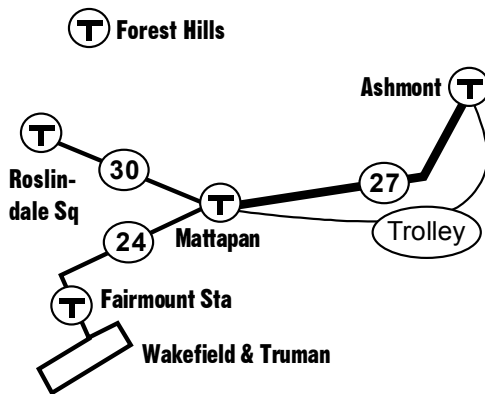 T Forest Hills
Ashmont
T
T
30
Roslin-
dale Sq
27
T
Mattapan
Trolley
24
T
Fairmount Sta
Wakefield & Truman